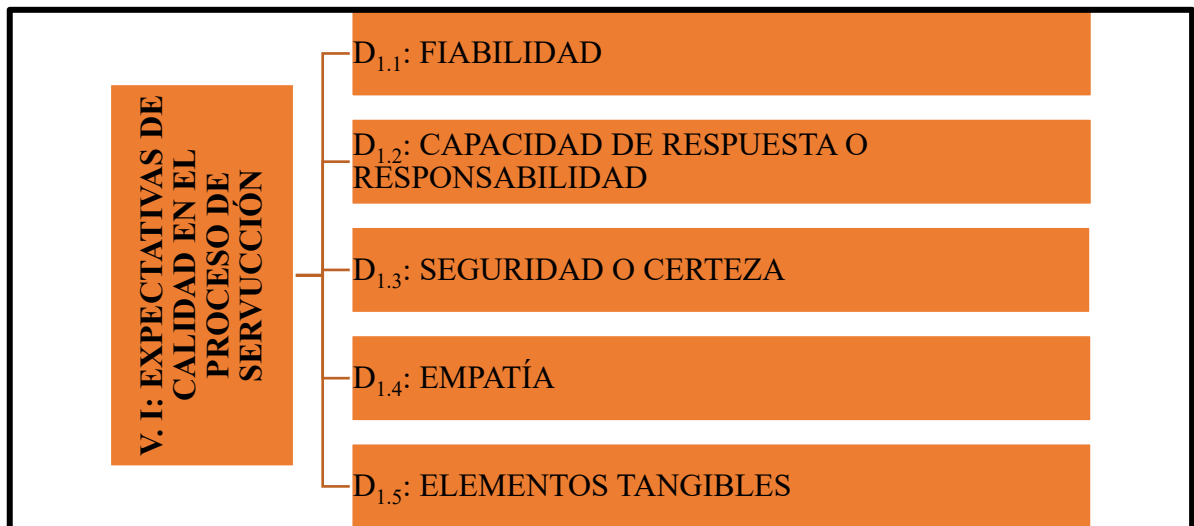 V. I: EXPECTATIVAS DE
CALIDAD EN EL
PROCESO DE
SERVUCCIÓN
D1.1: FIABILIDAD
D1.2: CAPACIDAD DE RESPUESTA O
RESPONSABILIDAD
D1.3: SEGURIDAD O CERTEZA
D1.4: EMPATÍA
D1.5: ELEMENTOS TANGIBLES